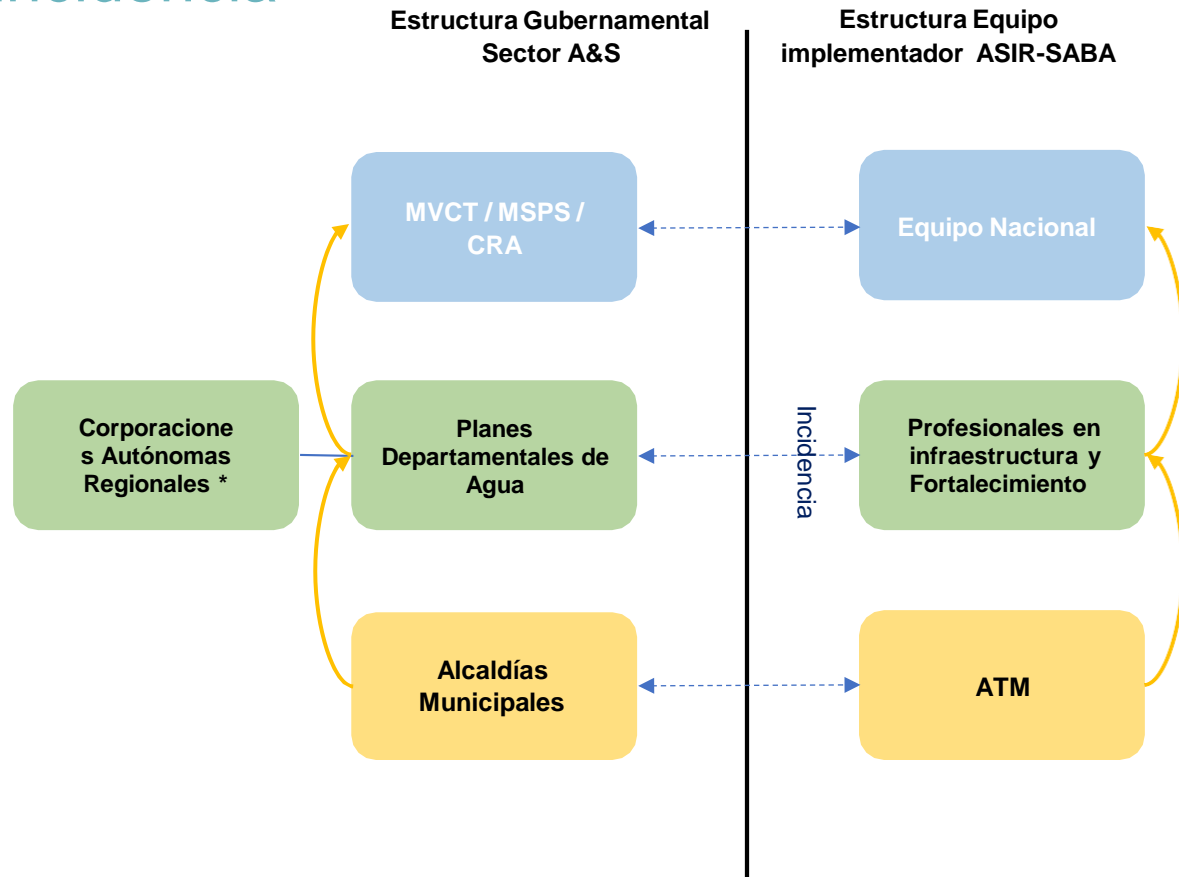 Incidencia
Estructura Gubernamental
Sector A&S
Estructura Equipo
implementador ASIR-SABA
MVCT / MSPS /
CRA
Equipo Nacional
Corporacione
s Autónomas
Regionales *
Planes
Departamentales de
Agua
Incidencia
Profesionales en
infraestructura y
Fortalecimiento
Alcaldías
Municipales
ATM